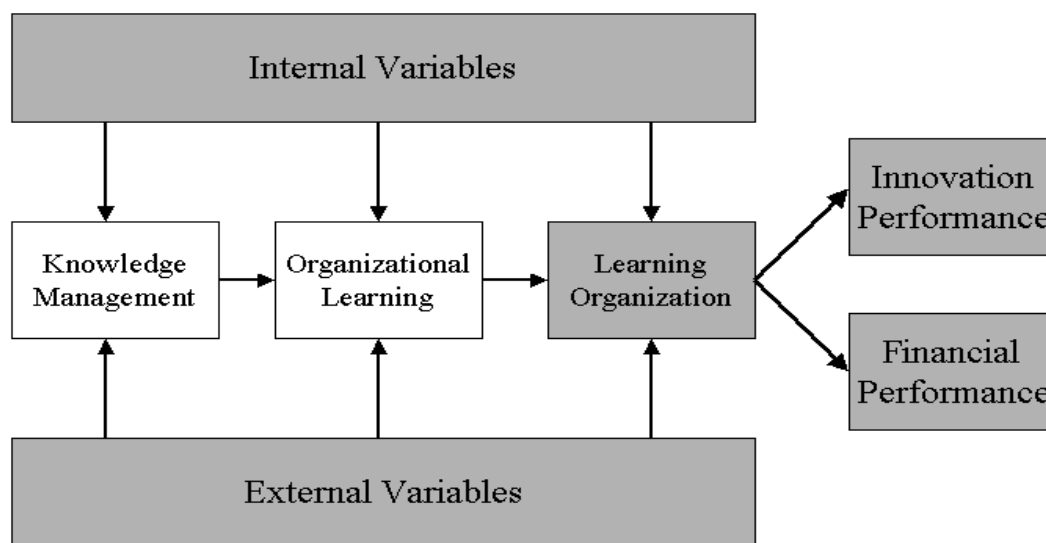 Internal Variables
Innovation
Performance
Knowledge
Management
Organizational
Learning
Learning
Organization
Financial
Performance
External Variables